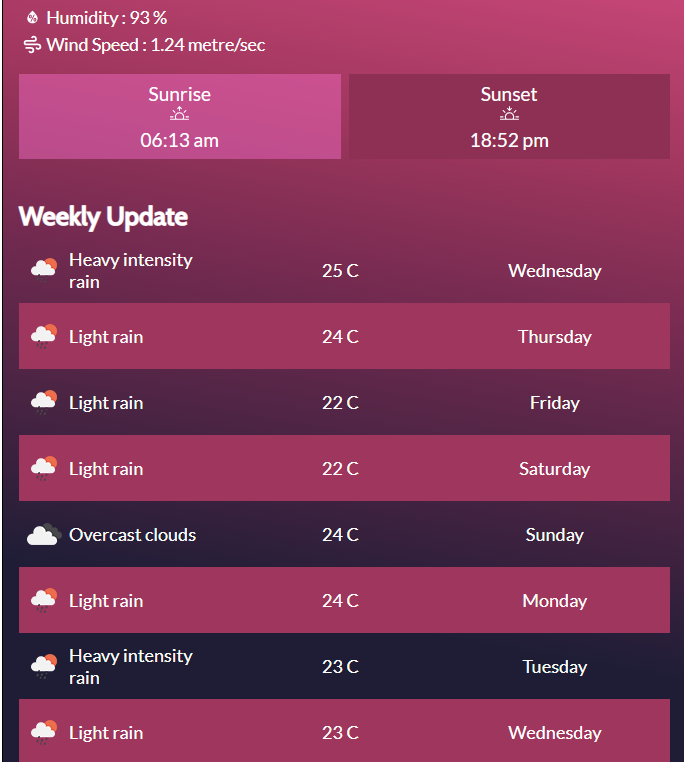 Humidity : 93 %
Wind Speed : 1.24 metre/sec
Sunrise Sunset
06:13 am 18:52 pm
Weekly Update
Heavy intensity
rain 25 C Wednesday
Light rain 24 C Thursday
Light rain 22 C Friday
Light rain 22 C Saturday
Overcast clouds 24 C Sunday
Light rain 24 C Monday
Heavy intensity
rain 23 C Tuesday
Light rain 23 C Wednesday